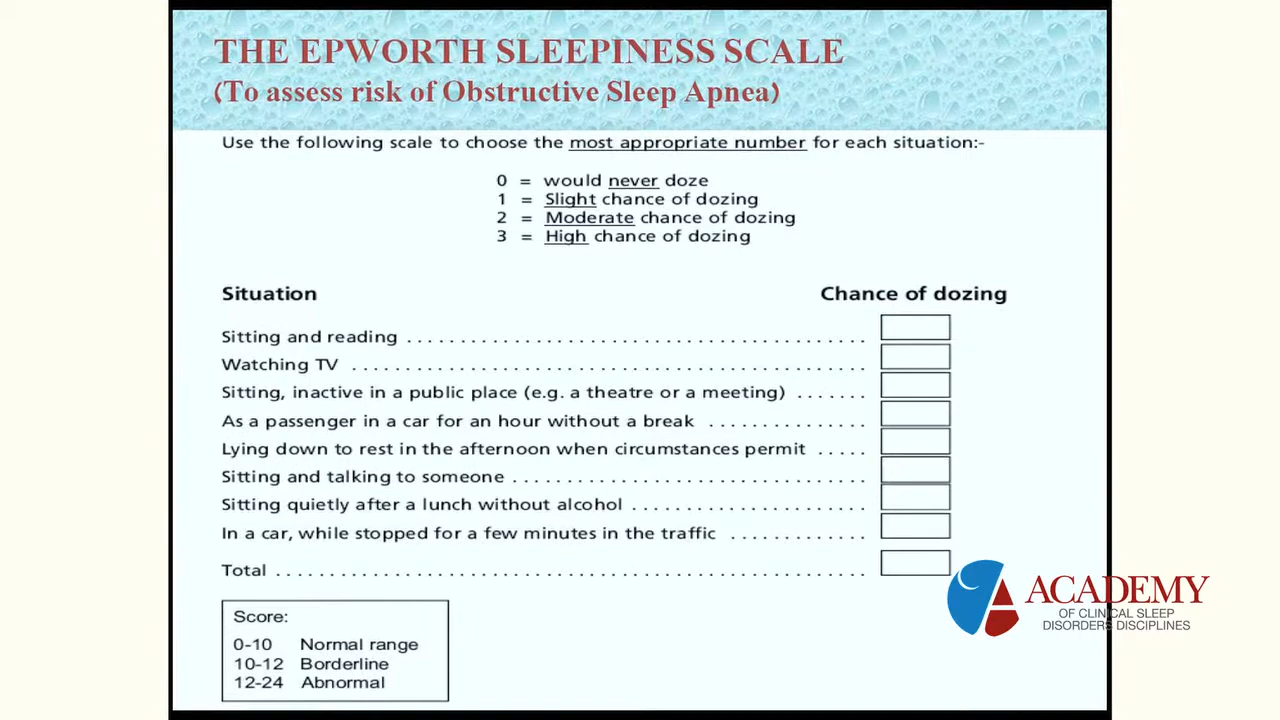 THE EPWORTH SLEEPINESS SCALE
(To assess risk of Obstructive Sleep Apnea)
Use the following scale to choose the most appropriate number for each situation:-
0 = would never doze
1 = Slight chance of dozing
2 = Moderate chance of dozing
3 = High chance of dozing
Situation Chance of dozing
Sitting and reading ..........................................
Watching TV ................................................
Sitting, inactive in a public place (e.g. a theatre or a meeting) .......
As a passenger in a car for an hour without a break ...............
Lying down to rest in the afternoon when circumstances permit .....
Sitting and talking to someone .................................
Sitting quietly after a lunch without alcohol ......................
In a car, while stopped for a few minutes in the traffic .............
Total .......................................................
Score:
0-10 Normal range
10-12 Borderline
12-24 Abnormal
ACADEMY
OF CLINICAL SLEEP
DISORDERS DISCIPLINES